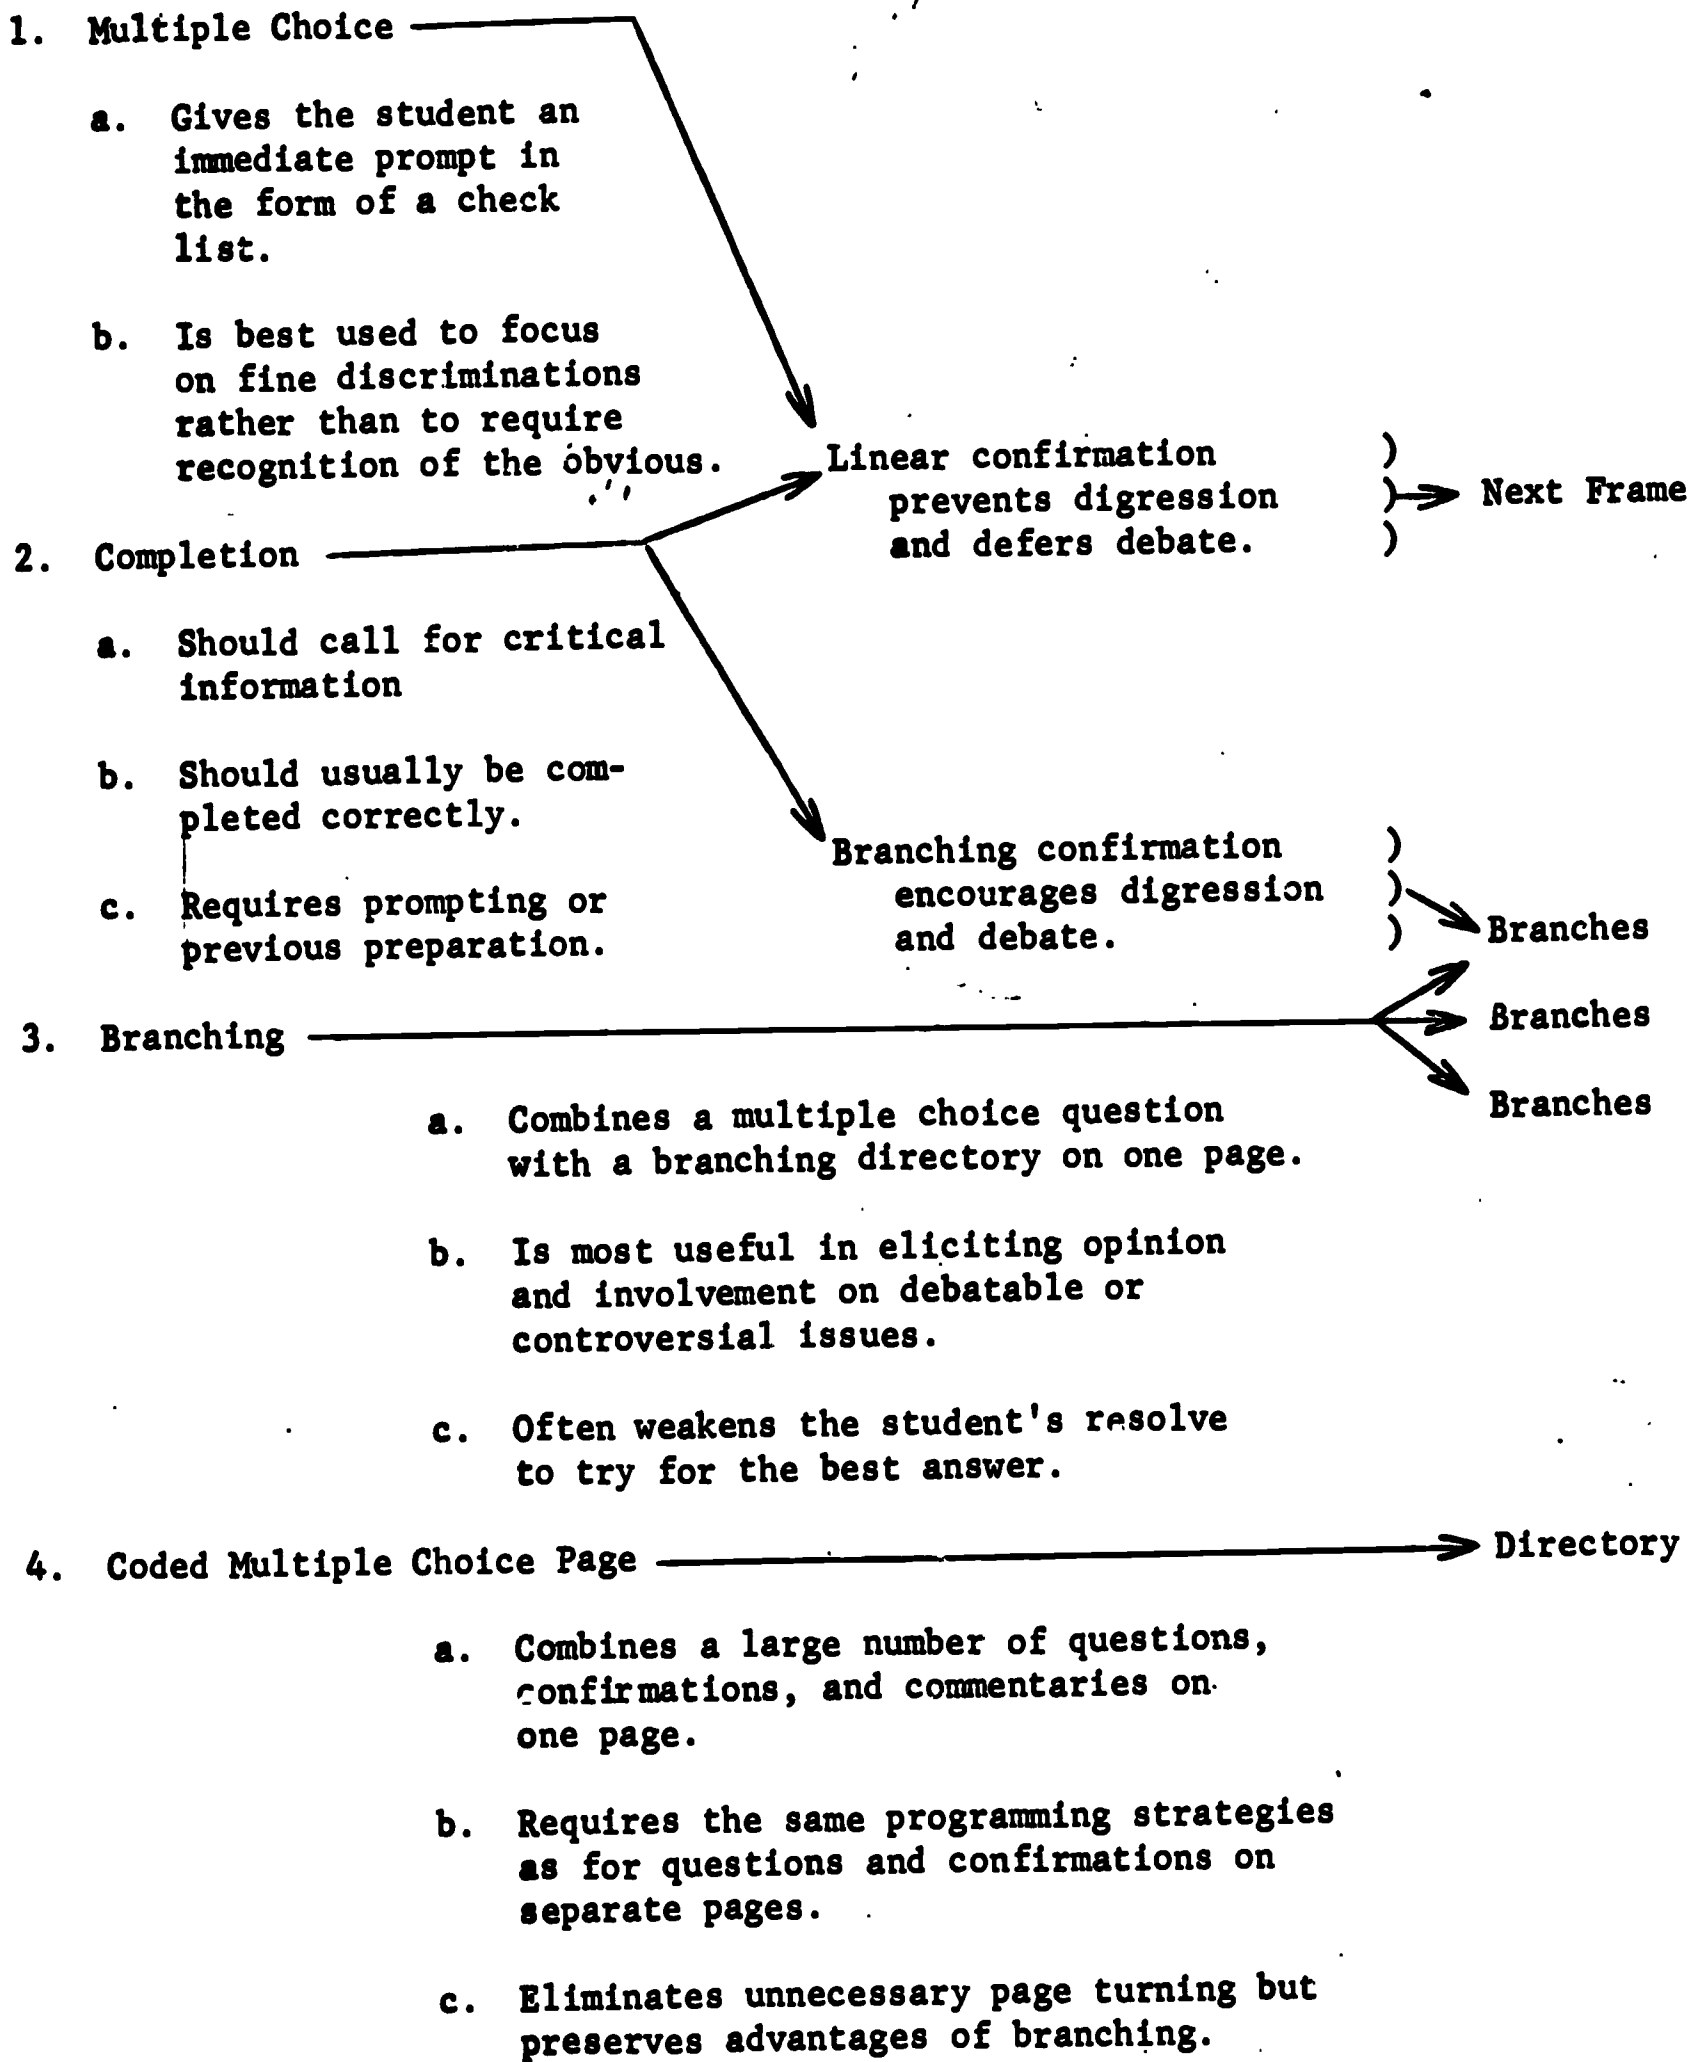 1. Multiple Choice
a. Gives the student an
immediate prompt in
the form of a check
list.
b. Is best used to focus
on fine discriminations
rather than to require
recognition of the obvious.
Linear confirmation )
prevents digression ) Next Frame
and defers debate. )
2. Completion
a. Should call for critical
information
b. Should usually be com-
pleted correctly.
c. Requires prompting or
previous preparation.
Branching confirmation )
encourages digression )
and debate. ) Branches
3. Branching
Branches
Branches
a. Combines a multiple choice question
with a branching directory on one page.
b. Is most useful in eliciting opinion
and involvement on debatable or
controversial issues.
c. Often weakens the student's resolve
to try for the best answer.
4. Coded Multiple Choice Page Directory
a. Combines a large number of questions,
confirmations, and commentaries on
one page.
b. Requires the same programming strategies
as for questions and confirmations on
separate pages.
c. Eliminates unnecessary page turning but
preserves advantages of branching.